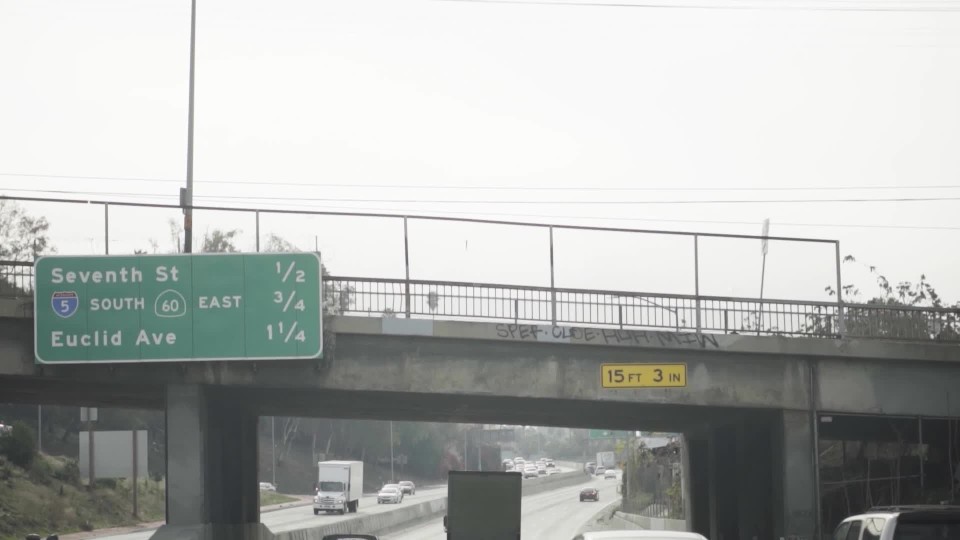 Seventh St 1/2
5 SOUTH 60 EAST 3/4
Euclid Ave 1 1/4
15 FT 3 IN